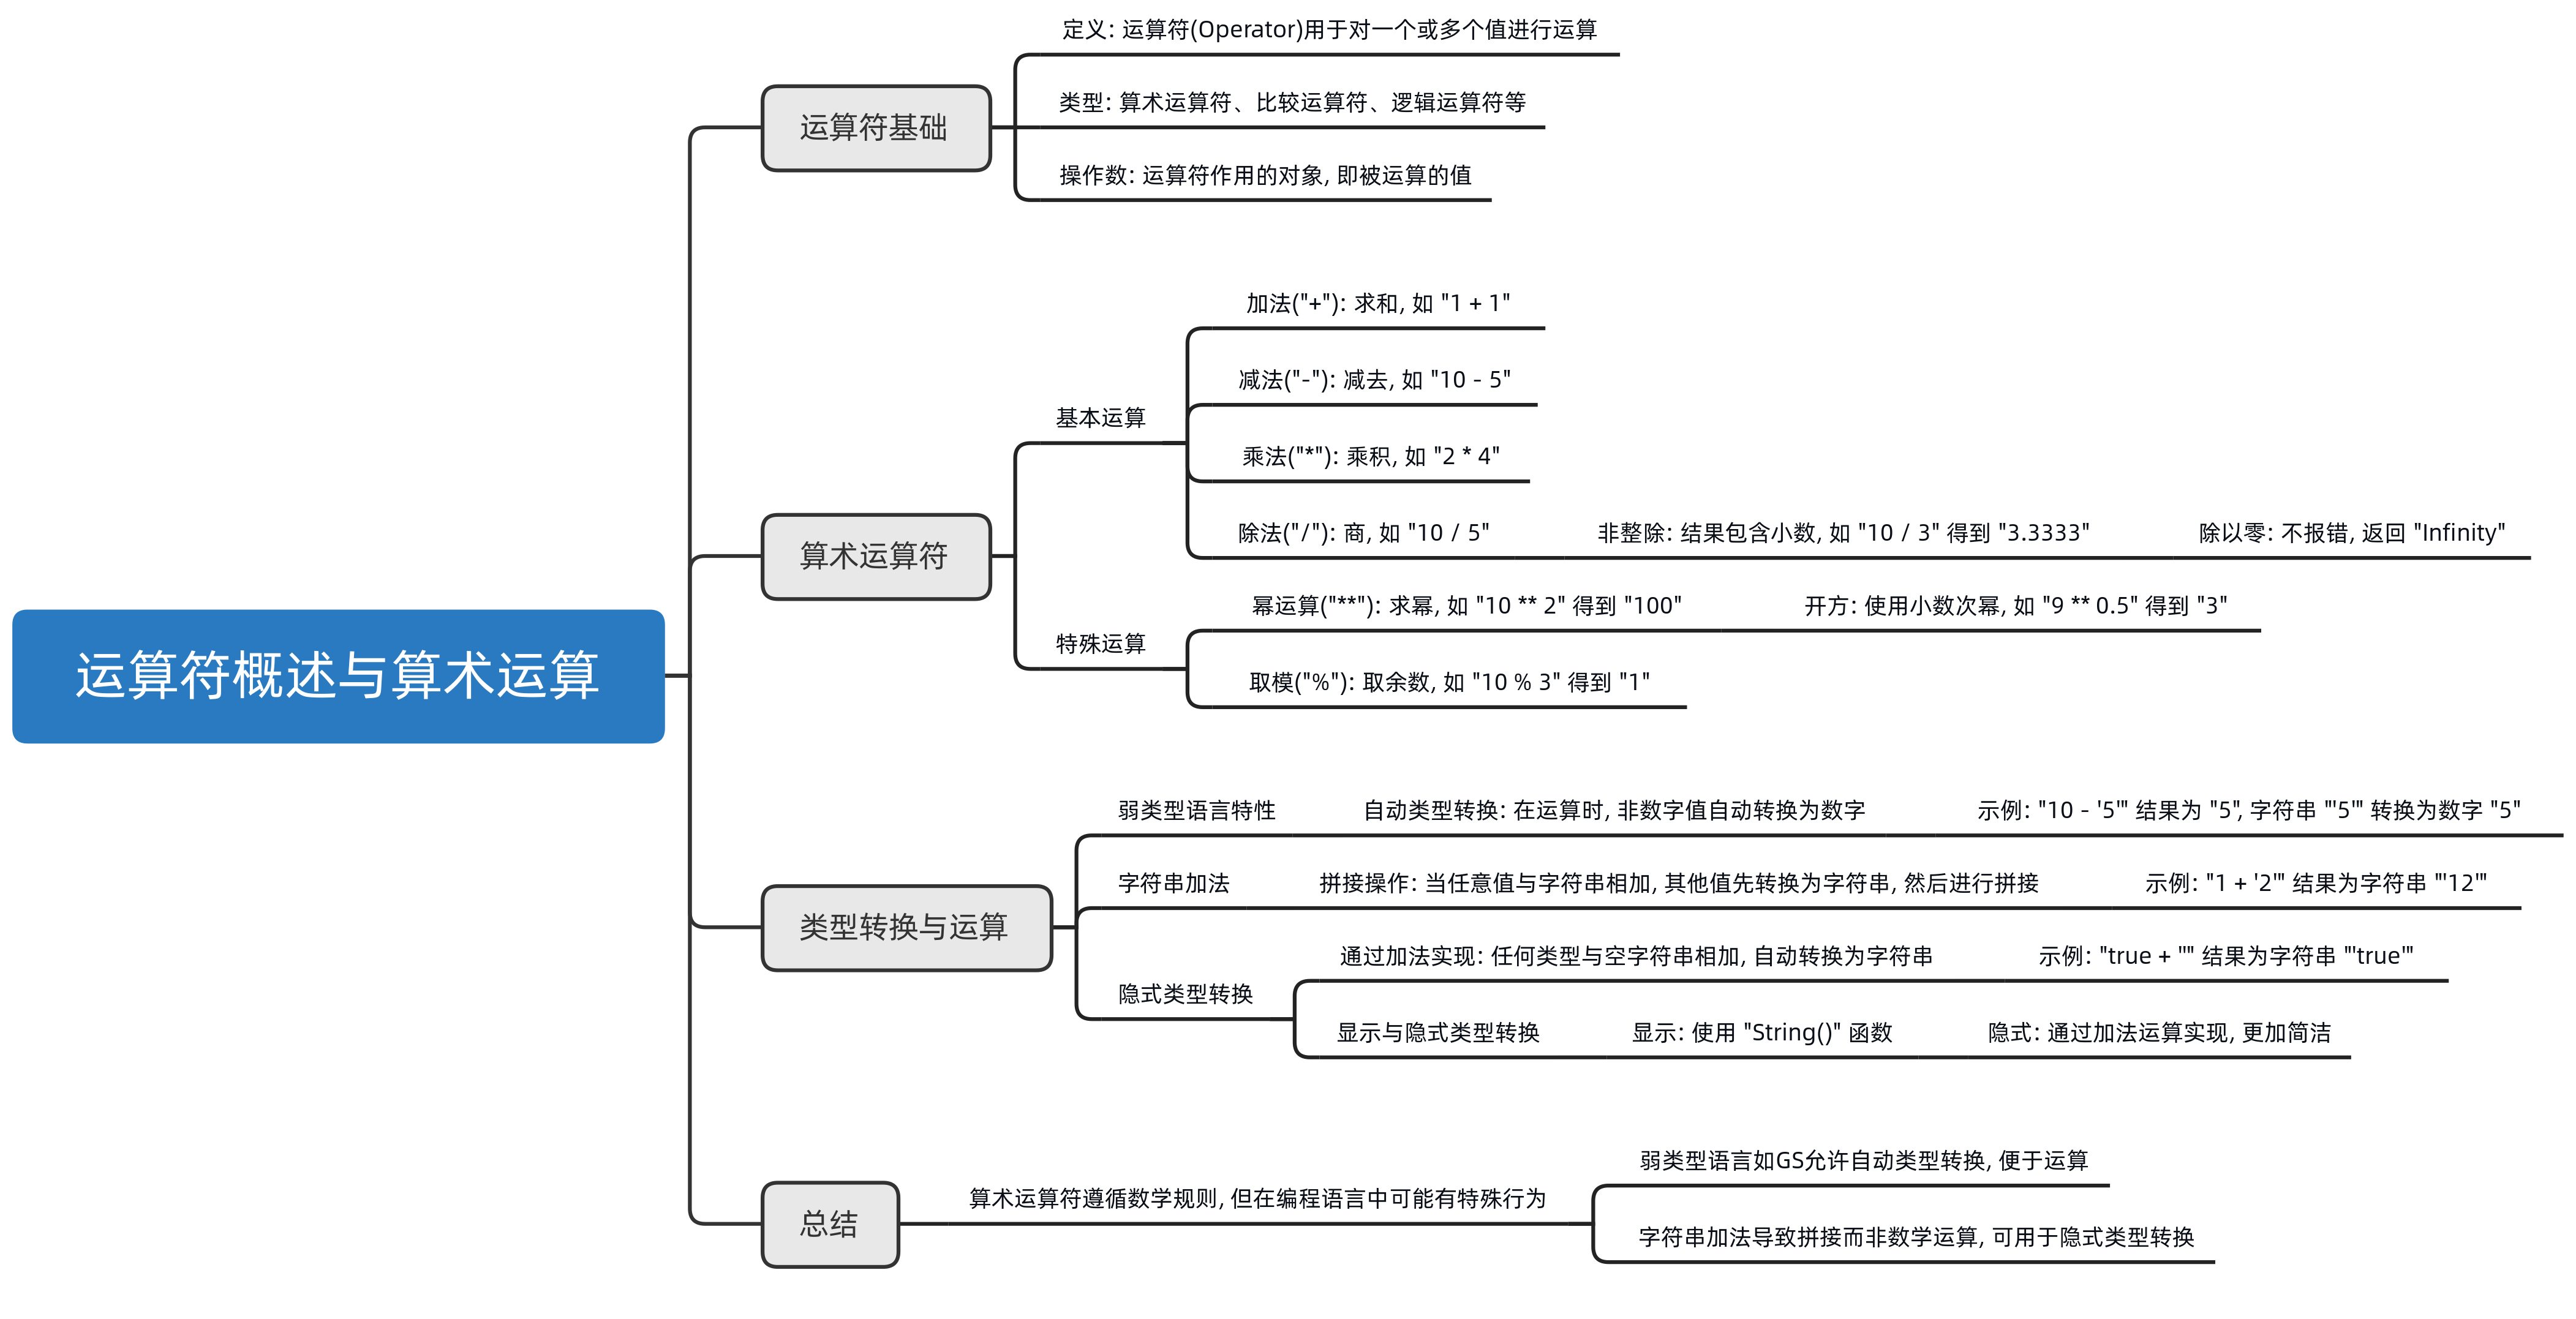 运算符概述与算术运算
运算符基础
定义: 运算符(Operator)用于对一个或多个值进行运算
类型: 算术运算符、比较运算符、逻辑运算符等
操作数: 运算符作用的对象, 即被运算的值
算术运算符
基本运算
加法("+"): 求和, 如 "1 + 1"
减法("-"): 减去, 如 "10 - 5"
乘法("*"): 乘积, 如 "2 * 4"
除法("/"): 商, 如 "10 / 5"
非整除: 结果包含小数, 如 "10 / 3" 得到 "3.3333"
除以零: 不报错, 返回 "Infinity"
特殊运算
幂运算("**"): 求幂, 如 "10 ** 2" 得到 "100"
开方: 使用小数次幂, 如 "9 ** 0.5" 得到 "3"
取模("%"): 取余数, 如 "10 % 3" 得到 "1"
类型转换与运算
弱类型语言特性
自动类型转换: 在运算时, 非数字值自动转换为数字
示例: "10 - '5'" 结果为 "5", 字符串 "'5'" 转换为数字 "5"
字符串加法
拼接操作: 当任意值与字符串相加, 其他值先转换为字符串, 然后进行拼接
示例: "1 + '2'" 结果为字符串 "'12'"
隐式类型转换
通过加法实现: 任何类型与空字符串相加, 自动转换为字符串
示例: "true + ''" 结果为字符串 "'true'"
显示与隐式类型转换
显示: 使用 "String()" 函数
隐式: 通过加法运算实现, 更加简洁
总结
算术运算符遵循数学规则, 但在编程语言中可能有特殊行为
弱类型语言如GS允许自动类型转换, 便于运算
字符串加法导致拼接而非数学运算, 可用于隐式类型转换